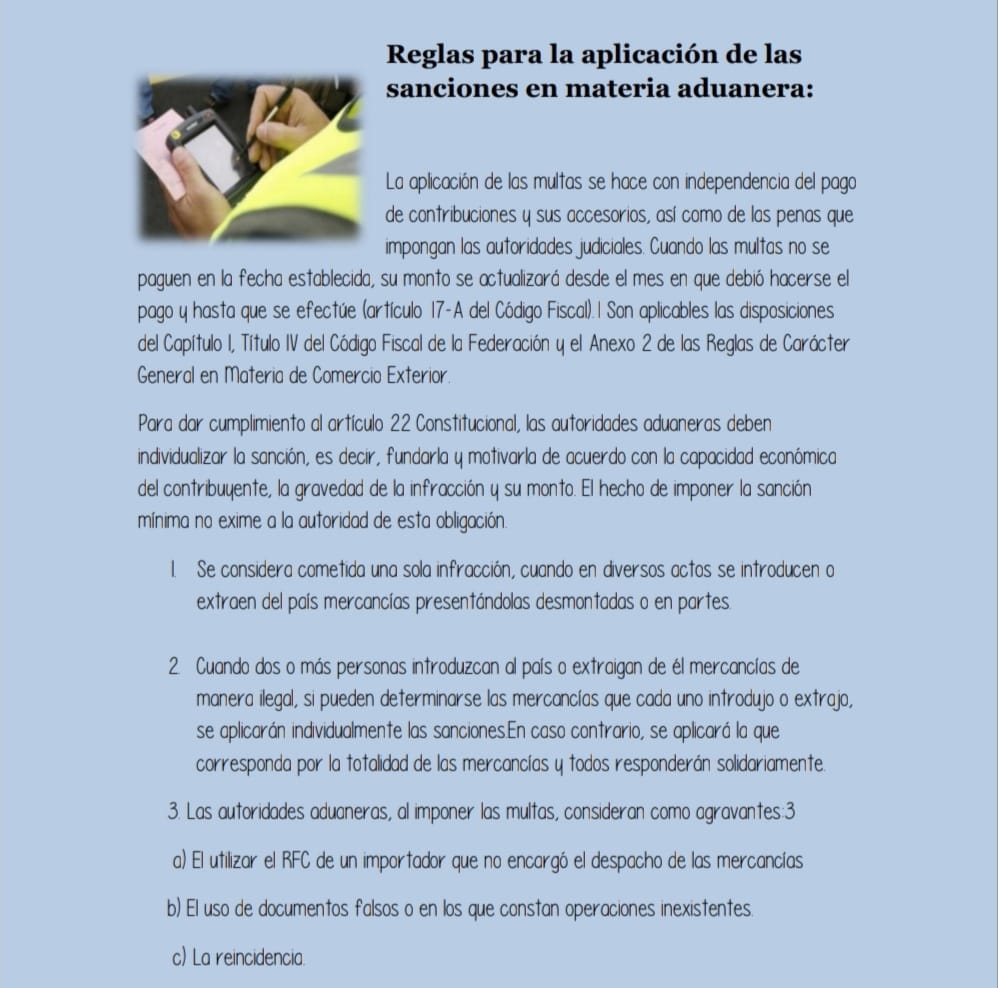 Reglas para la aplicación de las
sanciones en materia aduanera:
La aplicación de las multas se hace con independencia del pago
de contribuciones y sus accesorios, así como de las penas que
impongan las autoridades judiciales. Cuando las multas no se
paguen en la fecha establecida, su monto se actualizará desde el mes en que debió hacerse el
pago y hasta que se efectúe (artículo 17-A del Código Fiscal).1 Son aplicables las disposiciones
del Capítulo I, Título IV del Código Fiscal de la Federación y el Anexo 2 de las Reglas de Carácter
General en Materia de Comercio Exterior.
Para dar cumplimiento al artículo 22 Constitucional, las autoridades aduaneras deben
individualizar la sanción, es decir, fundarla y motivarla de acuerdo con la capacidad económica
del contribuyente, la gravedad de la infracción y su monto. El hecho de imponer la sanción
mínima no exime a la autoridad de esta obligación.
1. Se considera cometida una sola infracción, cuando en diversos actos se introducen o
extraen del país mercancías presentándolas desmontadas o en partes.
2. Cuando dos o más personas introduzcan al país o extraigan de él mercancías de
manera ilegal, si pueden determinarse las mercancías que cada uno introdujo o extrajo,
se aplicarán individualmente las sanciones.En caso contrario, se aplicará la que
corresponda por la totalidad de las mercancías y todos responderán solidariamente.
3. Las autoridades aduaneras, al imponer las multas, consideran como agravantes:3
a) El utilizar el RFC de un importador que no encargó el despacho de las mercancías
b) El uso de documentos falsos o en los que constan operaciones inexistentes.
c) La reincidencia.